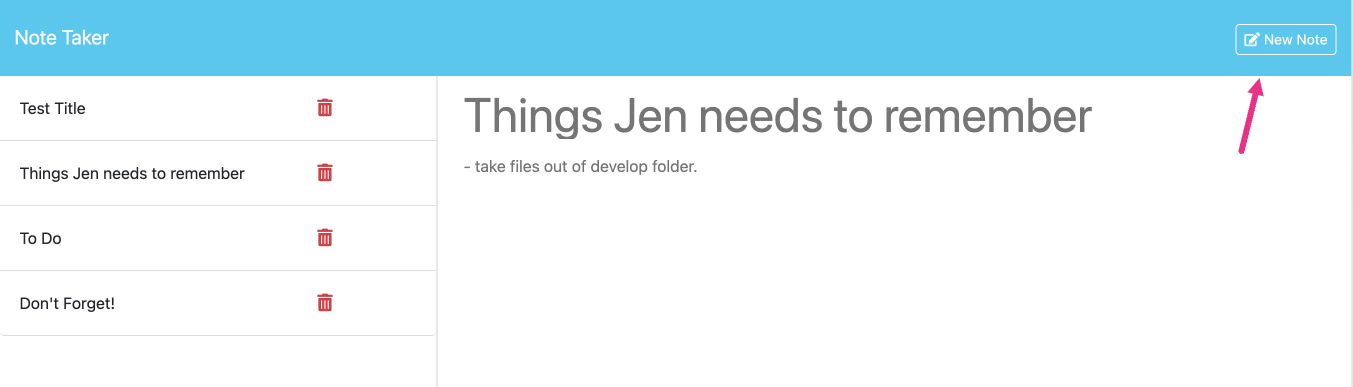 Note Taker
New Note
Test Title
Things Jen needs to remember
To Do
Don't Forget!
Things Jen needs to remember
- take files out of develop folder.